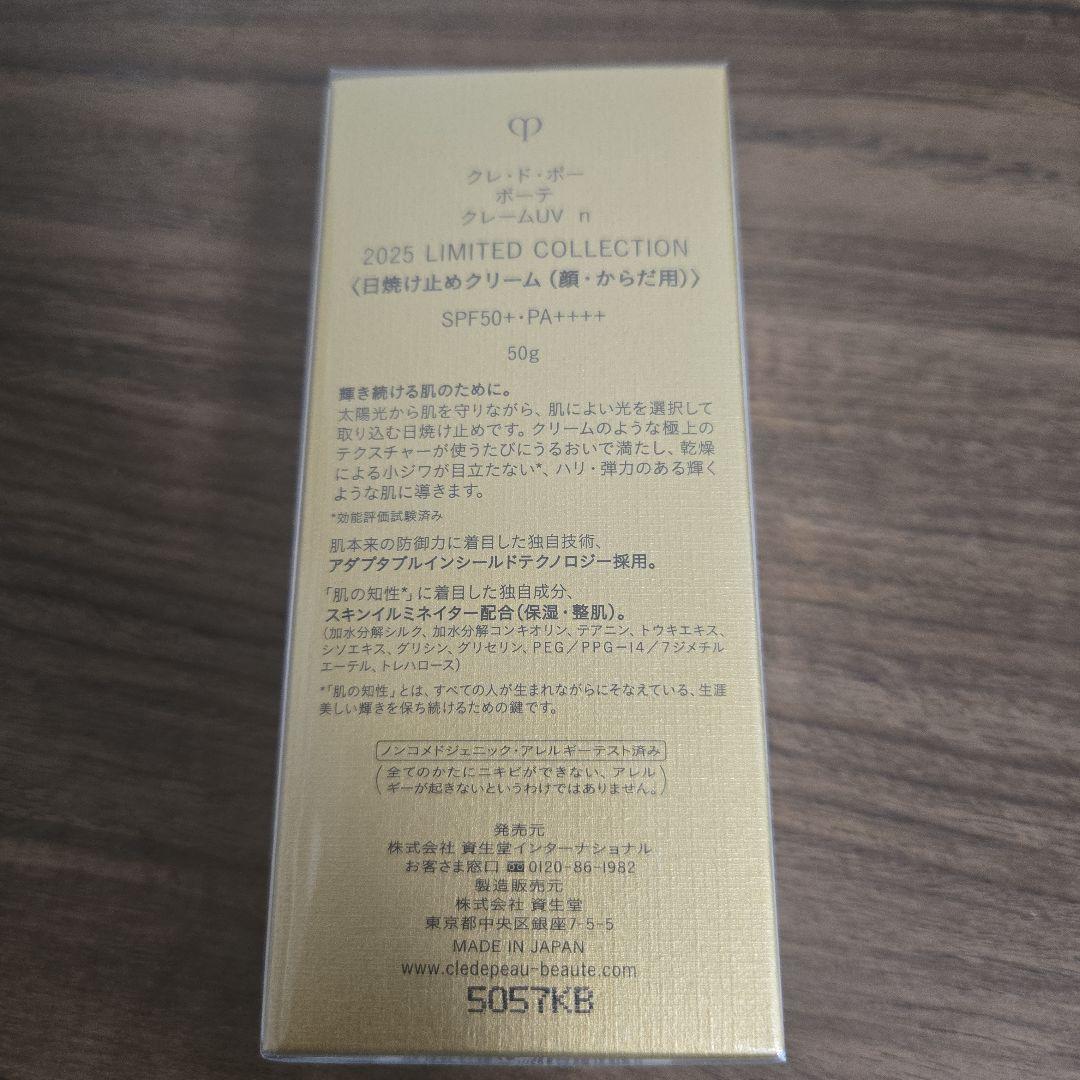 クレ・ド・ポー
ボーテ
クレームUV n
2025 LIMITED COLLECTION
〈日焼け止めクリーム（顔・からだ用）〉
SPF50+・PA++++
50g
輝き続ける肌のために。
太陽光から肌を守りながら、肌によい光を選択して
取り込む日焼け止めです。クリームのような極上の
テクスチャーが使うたびにうるおいで満たし、乾燥
による小ジワが目立たない*、ハリ・弾力のある輝く
ような肌に導きます。
*効能評価試験済み
肌本来の防御力に着目した独自技術、
アダプタブルインシールドテクノロジー採用。
「肌の知性*」に着目した独自成分、
スキンイルミネイター配合（保湿・整肌）。
（加水分解シルク、加水分解コンキオリン、テアニン、トウキエキス、
シソエキス、グリシン、グリセリン、PEG／PPG－14／7ジメチル
エーテル、トレハロース）
*「肌の知性」とは、すべての人が生まれながらにそなえている、生涯
美しい輝きを保ち続けるための鍵です。
ノンコメドジェニック・アレルギーテスト済み
（全てのかたにニキビができない、アレル
ギーが起きないというわけではありません。）
発売元
株式会社 資生堂インターナショナル
お客さま窓口 0120-86-1982
製造販売元
株式会社 資生堂
東京都中央区銀座7-5-5
MADE IN JAPAN
www.cledepeau-beaute.com
5057KB